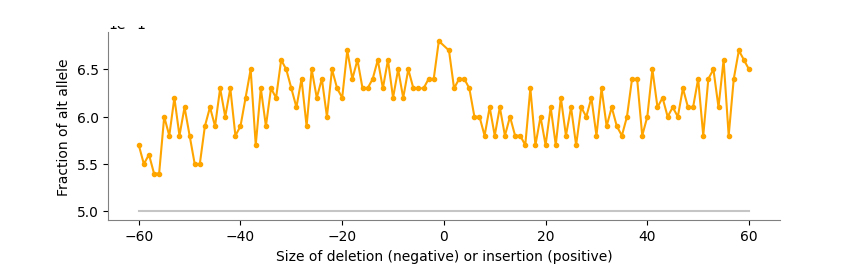 6.5
6.0
5.5
5.0
Fraction of alt allele
−60 −40 −20 0 20 40 60
Size of deletion (negative) or insertion (positive)